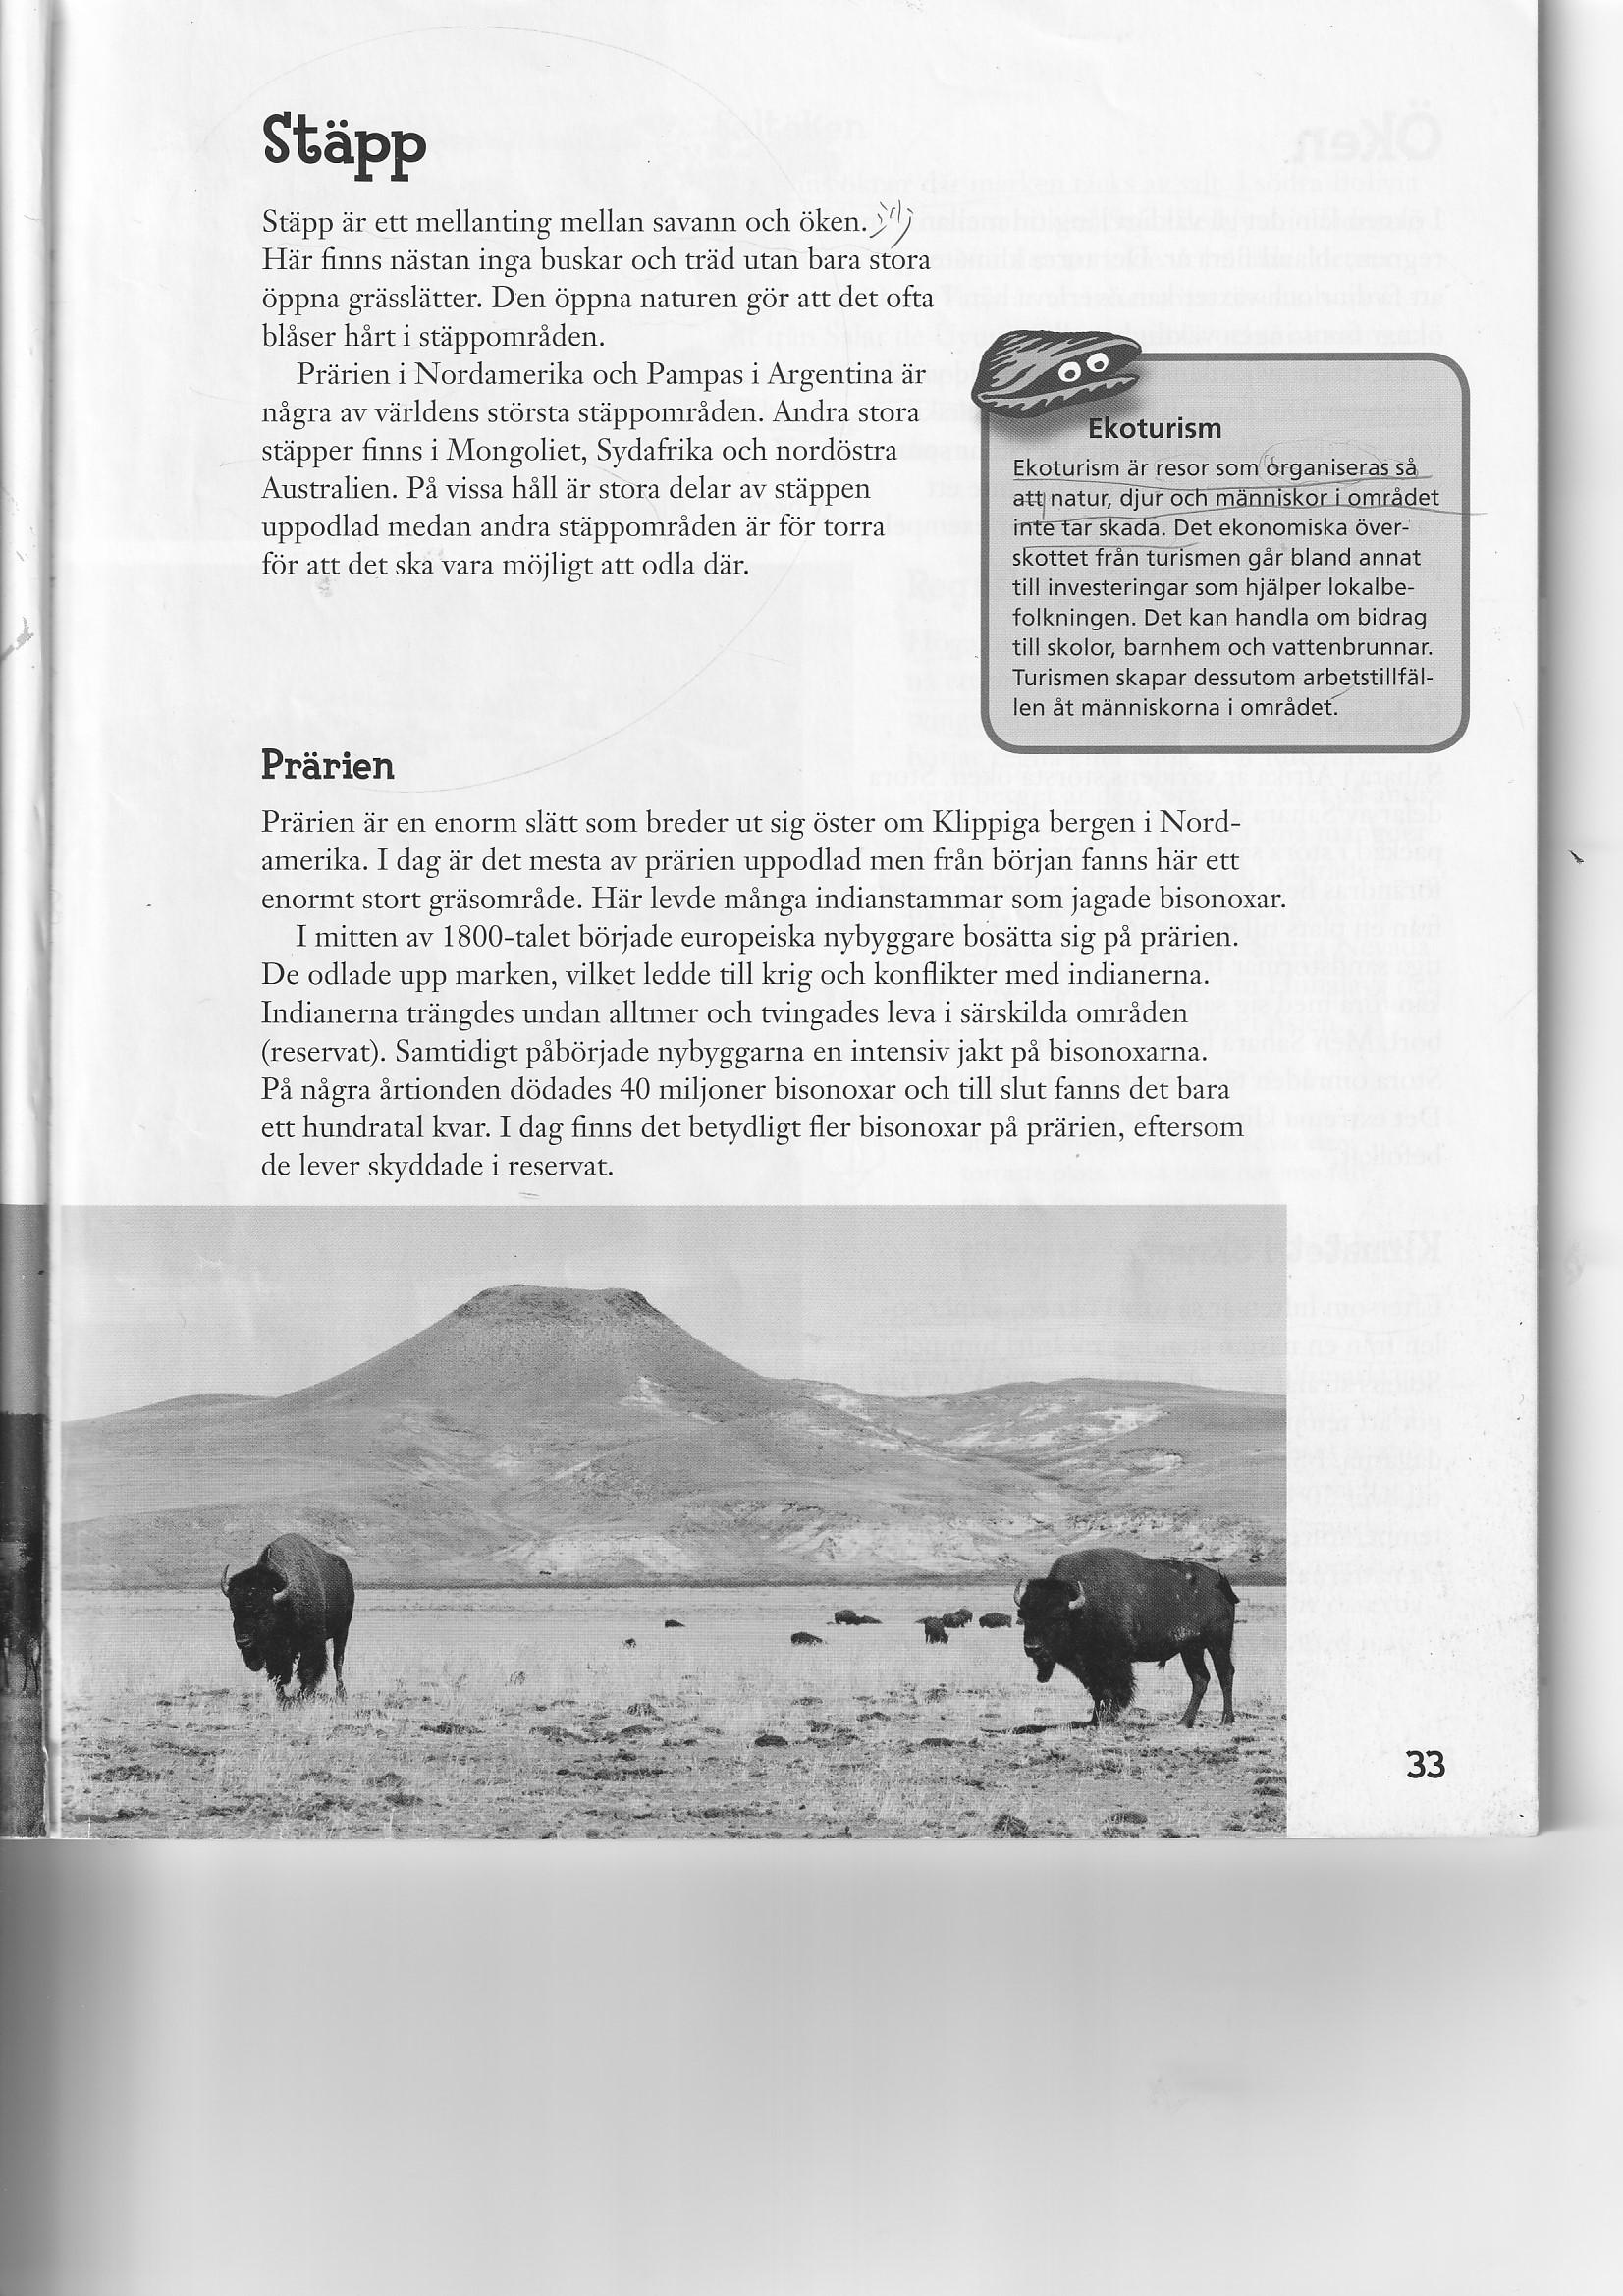 Stäpp
Stäpp är ett mellanting mellan savann och öken.
Här finns nästan inga buskar och träd utan bara stora
öppna grässlätter. Den öppna naturen gör att det ofta
blåser hårt i stäppområden.
Prärien i Nordamerika och Pampas i Argentina är
några av världens största stäppområden. Andra stora
stäpper finns i Mongoliet, Sydafrika och nordöstra
Australien. På vissa håll är stora delar av stäppen
uppodlad medan andra stäppområden är för torra
för att det ska vara möjligt att odla där.
Ekoturism
Ekoturism är resor som organiseras så
att natur, djur och människor i området
inte tar skada. Det ekonomiska över-
skottet från turismen går bland annat
till investeringar som hjälper lokalbe-
folkningen. Det kan handla om bidrag
till skolor, barnhem och vattenbrunnar.
Turismen skapar dessutom arbetstillfäl-
len åt människorna i området.
Prärien
Prärien är en enorm slätt som breder ut sig öster om Klippiga bergen i Nord-
amerika. I dag är det mesta av prärien uppodlad men från början fanns här ett
enormt stort gräsområde. Här levde många indianstammar som jagade bisonoxar.
I mitten av 1800-talet började europeiska nybyggare bosätta sig på prärien.
De odlade upp marken, vilket ledde till krig och konflikter med indianerna.
Indianerna trängdes undan alltmer och tvingades leva i särskilda områden
(reservat). Samtidigt påbörjade nybyggarna en intensiv jakt på bisonoxarna.
På några årtionden dödades 40 miljoner bisonoxar och till slut fanns det bara
ett hundratal kvar. I dag finns det betydligt fler bisonoxar på prärien, eftersom
de lever skyddade i reservat.
33